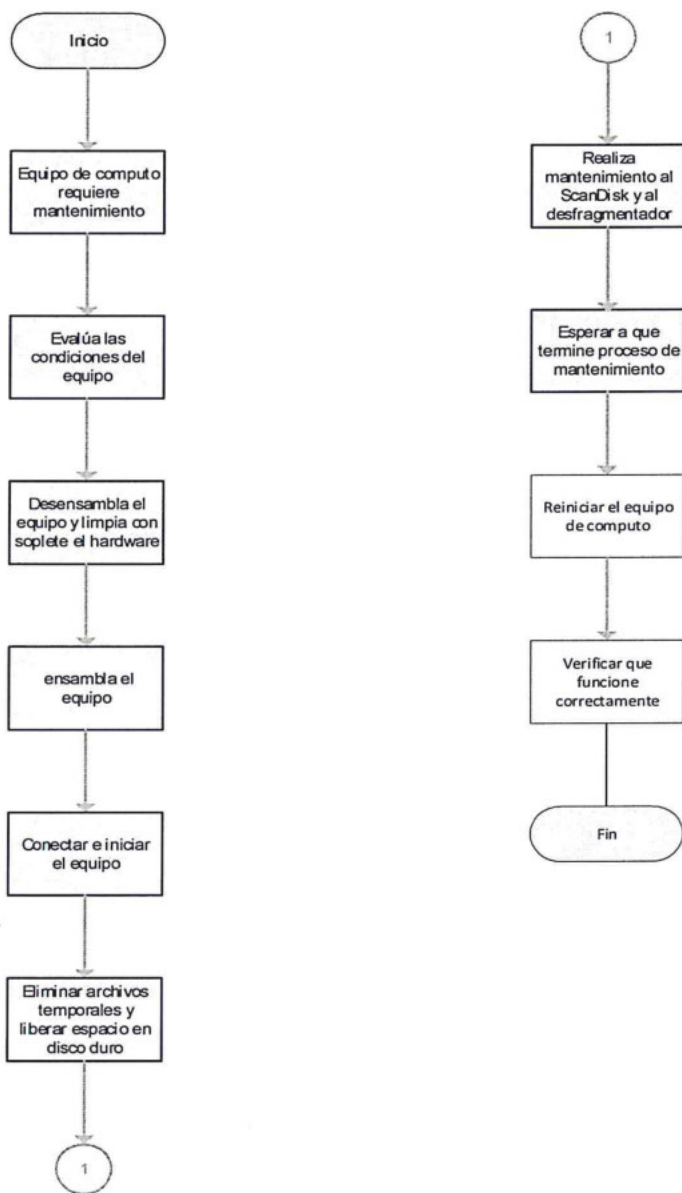 Inicio
Equipo de computo
requiere
mantenimiento
Evalúa las
condiciones del
equipo
Desensambla el
equipo y limpia con
soplete el hardware
ensambla el
equipo
Conectar e iniciar
el equipo
Eliminar archivos
temporales y
liberar espacio en
disco duro
1
1
Realiza
mantenimiento al
ScanDisk y al
desfragmentador
Esperar a que
termine proceso de
mantenimiento
Reiniciar el equipo
de computo
Verificar que
funcione
correctamente
Fin